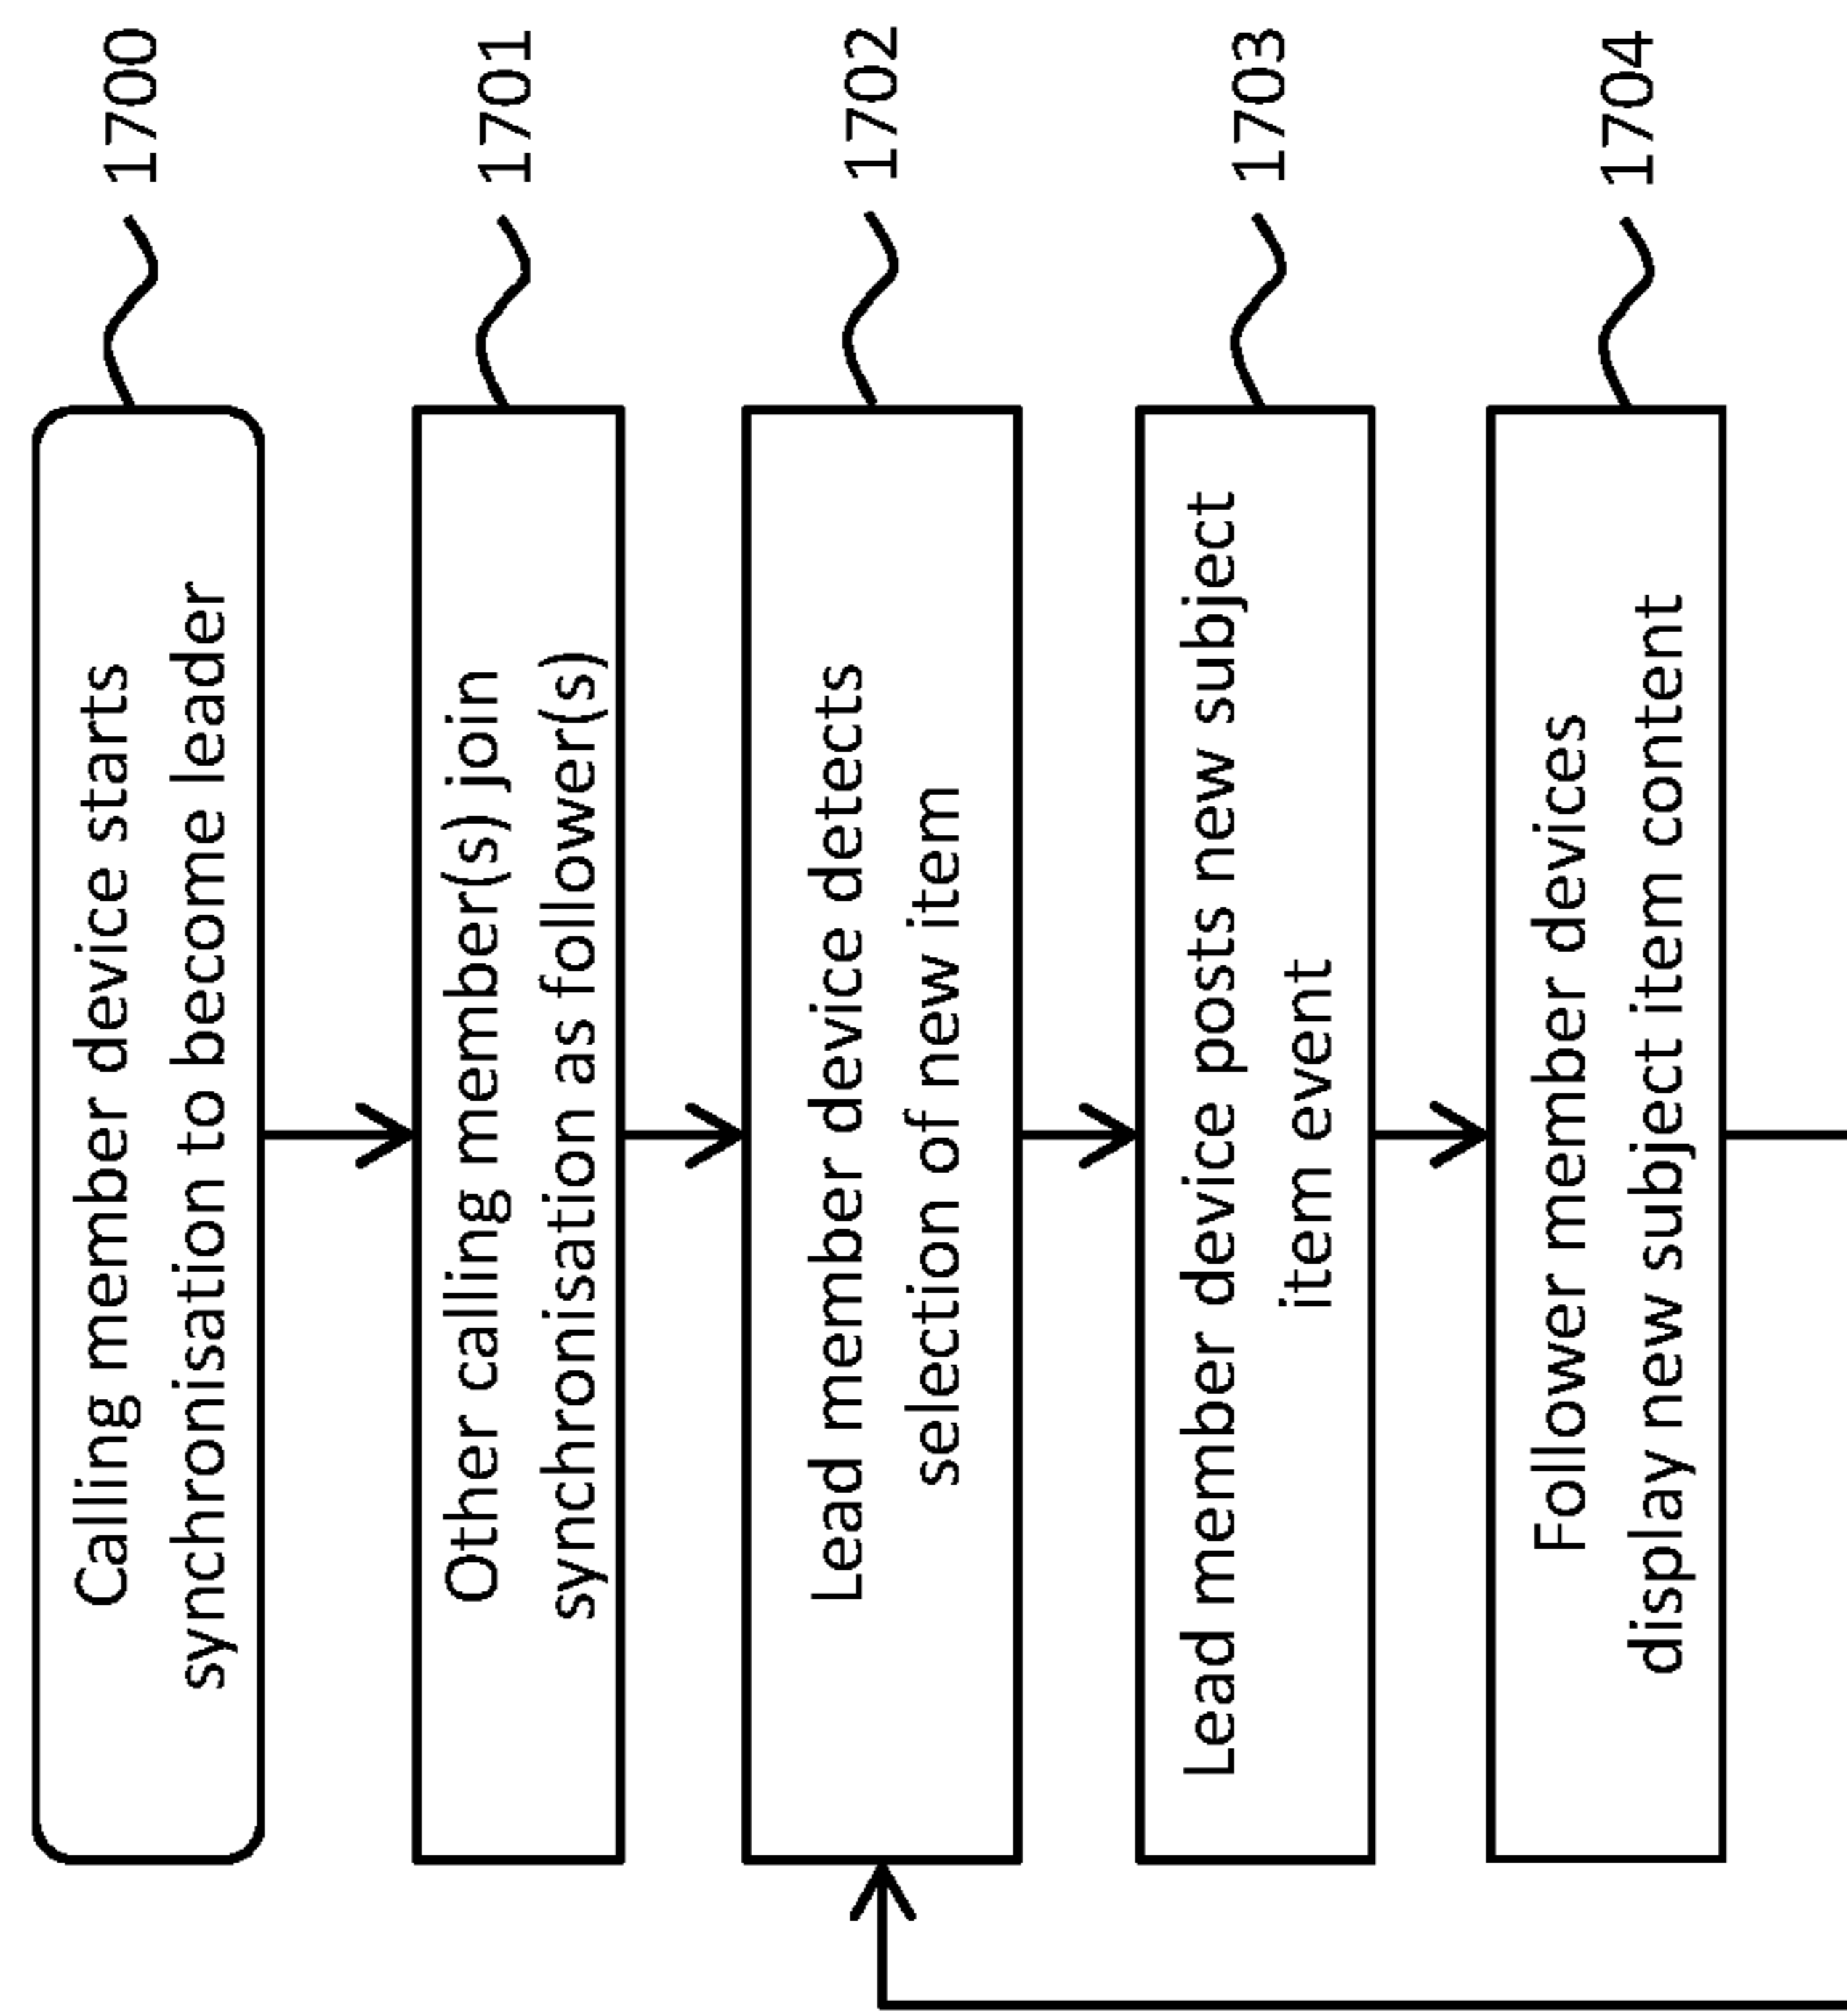 Calling member device starts
synchronisation to become leader
1700
Other calling member(s) join
synchronisation as follower(s)
1701
Lead member device detects
selection of new item
1702
Lead member device posts new subject
item event
1703
Follower member devices
display new subject item content
1704